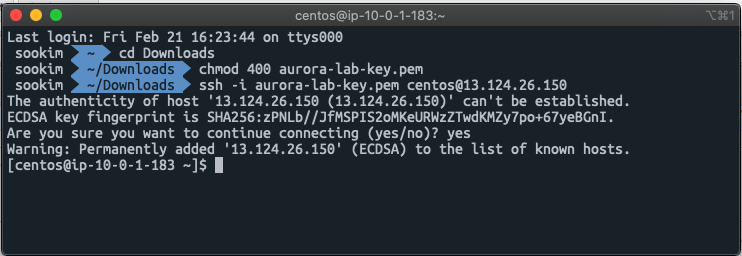 centos@ip-10-0-1-183:~
⌥⌘1
Last login: Fri Feb 21 16:23:44 on ttys000
sookim ~ cd Downloads
sookim ~/Downloads chmod 400 aurora-lab-key.pem
sookim ~/Downloads ssh -i aurora-lab-key.pem centos@13.124.26.150
The authenticity of host '13.124.26.150 (13.124.26.150)' can't be established.
ECDSA key fingerprint is SHA256:zPNLb//JfMSPIS2oMKeURWzZTwdKMZy7po+67yeBGnI.
Are you sure you want to continue connecting (yes/no)? yes
Warning: Permanently added '13.124.26.150' (ECDSA) to the list of known hosts.
[centos@ip-10-0-1-183 ~]$